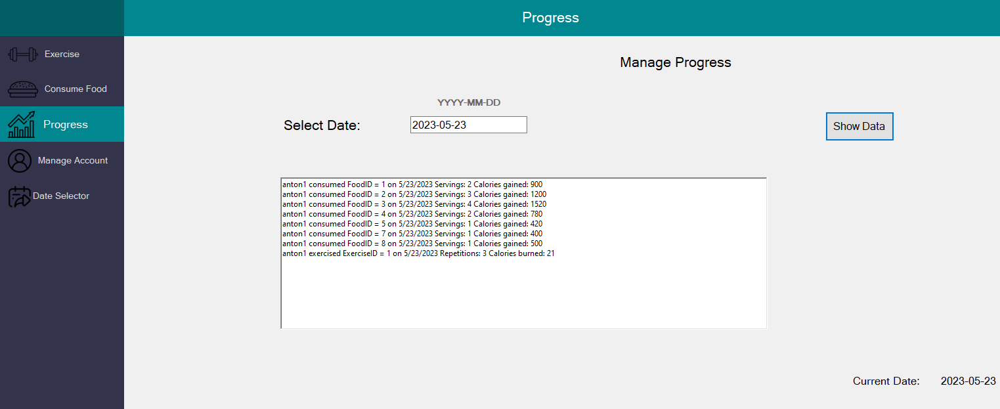 Progress
Exercise
Consume Food
Progress
Manage Account
Date Selector
Manage Progress
YYYY-MM-DD
Select Date:
2023-05-23
Show Data
anton1 consumed FoodID = 1 on 5/23/2023 Servings: 2 Calories gained: 900
anton1 consumed FoodID = 2 on 5/23/2023 Servings: 3 Calories gained: 1200
anton1 consumed FoodID = 3 on 5/23/2023 Servings: 4 Calories gained: 1520
anton1 consumed FoodID = 4 on 5/23/2023 Servings: 2 Calories gained: 780
anton1 consumed FoodID = 5 on 5/23/2023 Servings: 1 Calories gained: 420
anton1 consumed FoodID = 7 on 5/23/2023 Servings: 1 Calories gained: 400
anton1 consumed FoodID = 8 on 5/23/2023 Servings: 1 Calories gained: 500
anton1 exercised ExerciseID = 1 on 5/23/2023 Repetitions: 3 Calories burned: 21
Current Date: 2023-05-23